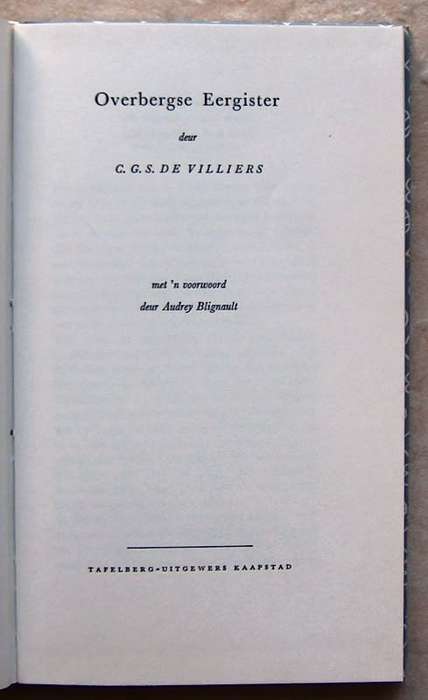 Overbergse Eergister
deur
C. G. S. DE VILLIERS
met 'n voorwoord
deur Audrey Blignault
TAFELBERG-UITGEWERS KAAPSTAD